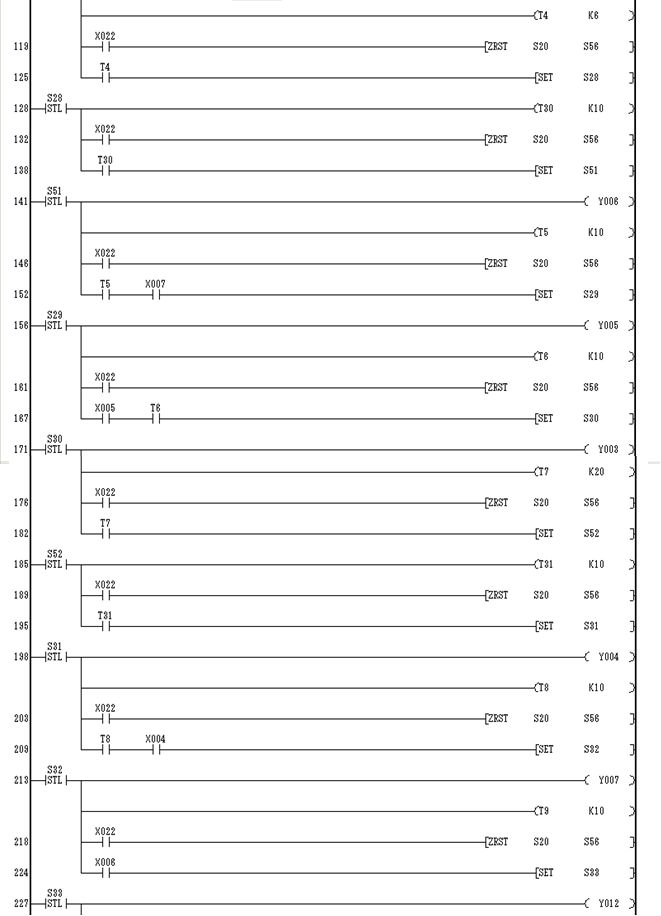 T4 K6
X022
119 ZRST S20 S56
T4
125 SET S28
S28
128 STL T30 K10
X022
132 ZRST S20 S56
T30
138 SET S51
S51
141 STL Y006
T5 K10
X022
146 ZRST S20 S56
T5 X007
152 SET S29
S29
156 STL Y005
T6 K10
X022
161 ZRST S20 S56
X005 T6
167 SET S30
S30
171 STL Y003
T7 K20
X022
176 ZRST S20 S56
T7
182 SET S52
S52
185 STL T31 K10
X022
189 ZRST S20 S56
T31
195 SET S31
S31
198 STL Y004
T8 K10
X022
203 ZRST S20 S56
T8 X004
209 SET S32
S32
213 STL Y007
T9 K10
X022
218 ZRST S20 S56
X006
224 SET S33
S33
227 STL Y012